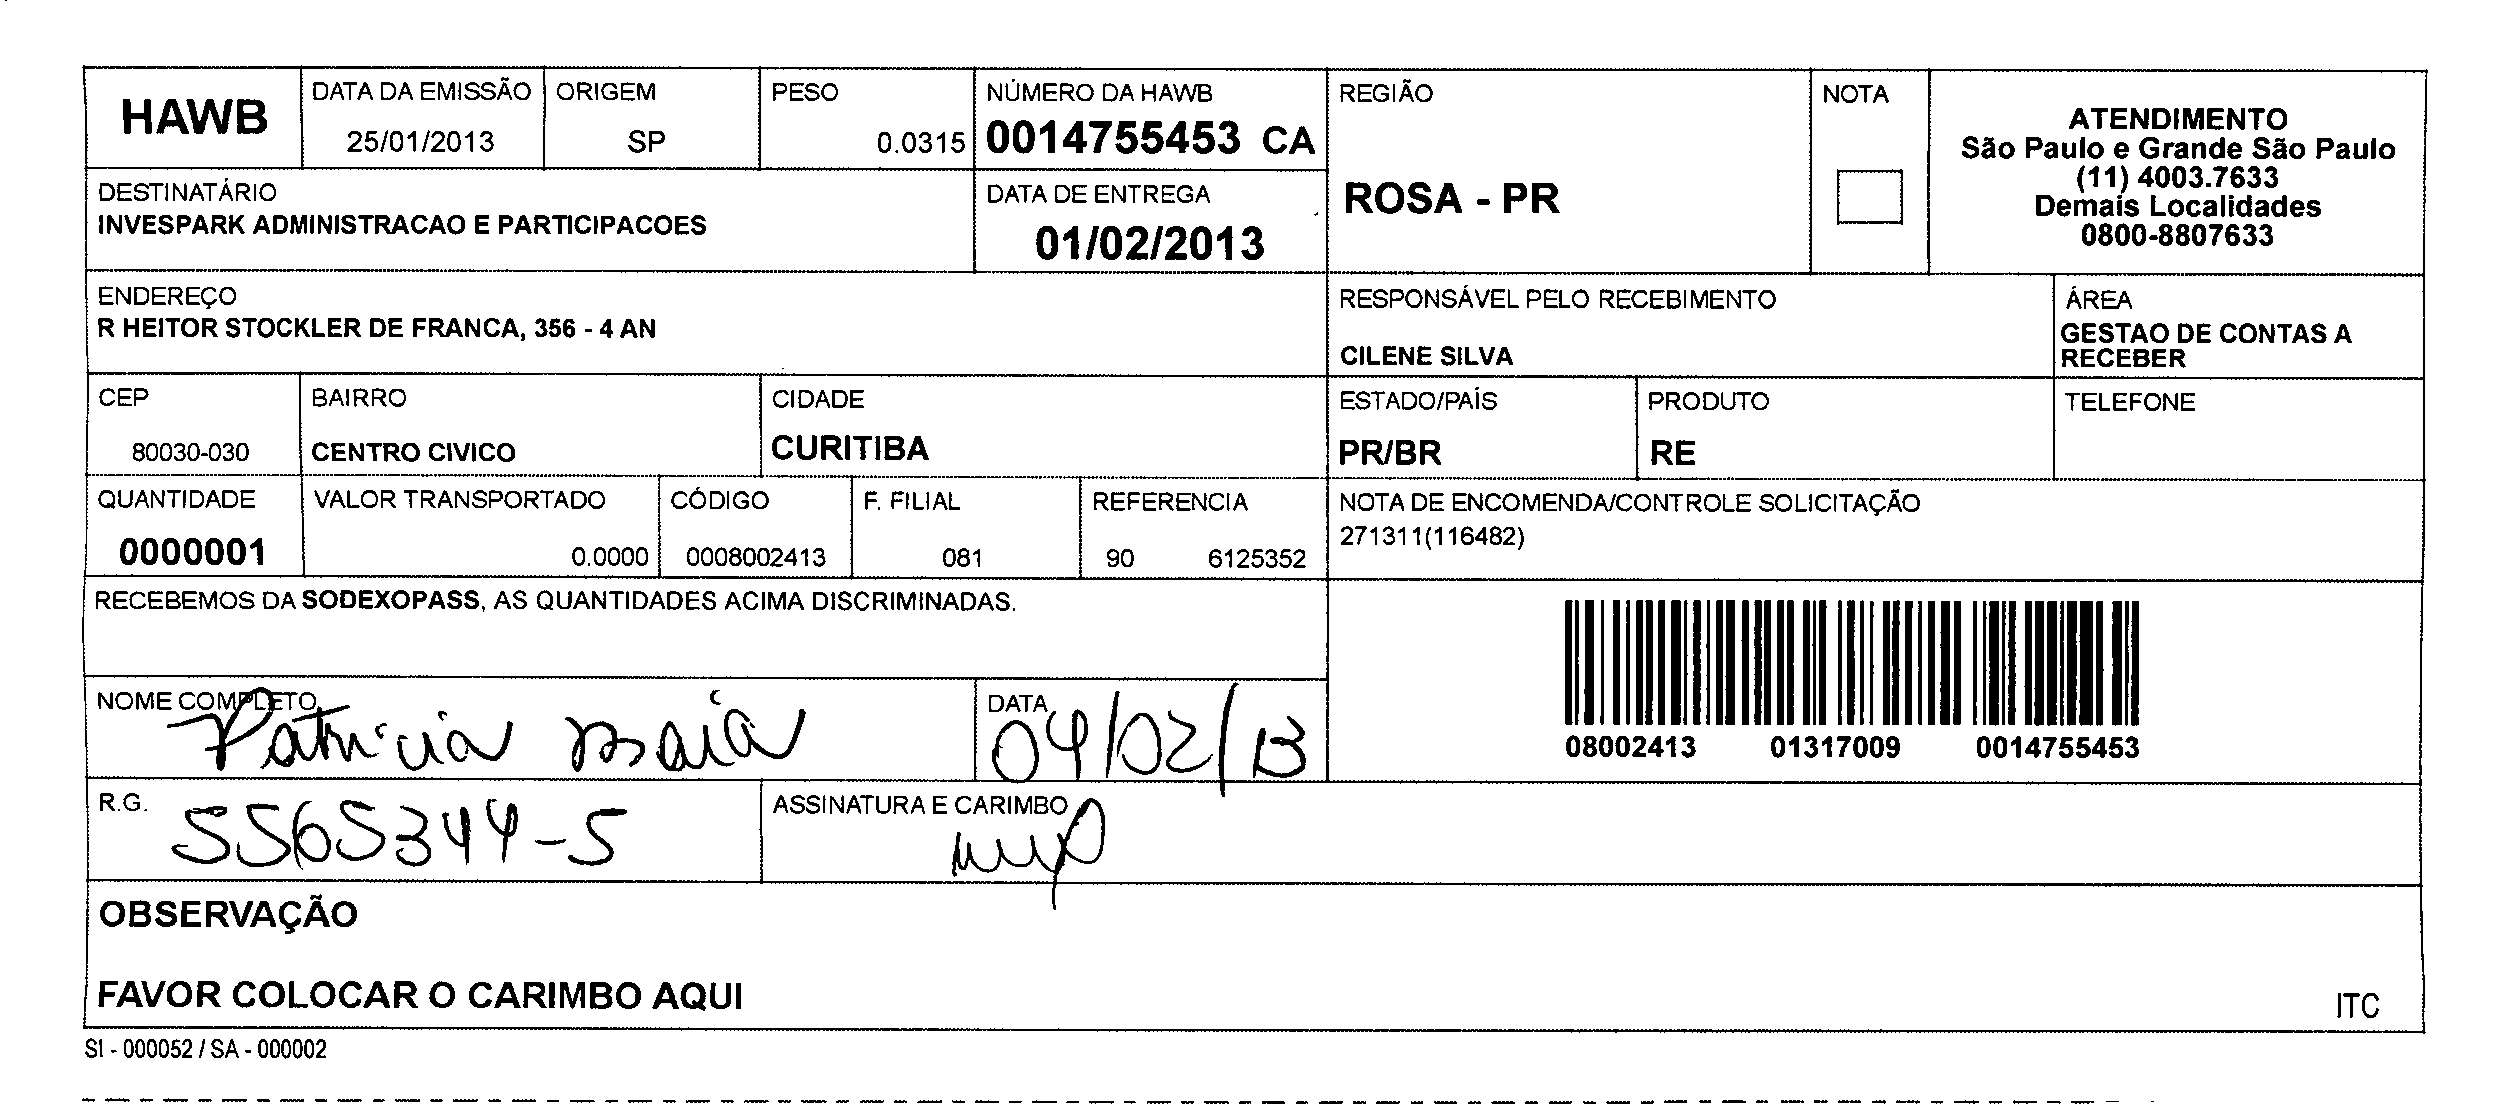 HAWB
DATA DA EMISSÃO
25/01/2013
ORIGEM
SP
PESO
0.0315
NÚMERO DA HAWB
0014755453 CA
REGIÃO
ROSA - PR
NOTA
ATENDIMENTO
São Paulo e Grande São Paulo
(11) 4003.7633
Demais Localidades
0800-8807633
DESTINATÁRIO
INVESPARK ADMINISTRACAO E PARTICIPACOES
DATA DE ENTREGA
01/02/2013
ENDEREÇO
R HEITOR STOCKLER DE FRANCA, 356 - 4 AN
RESPONSÁVEL PELO RECEBIMENTO
CILENE SILVA
ÁREA
GESTAO DE CONTAS A
RECEBER
CEP
80030-030
BAIRRO
CENTRO CIVICO
CIDADE
CURITIBA
ESTADO/PAÍS
PR/BR
PRODUTO
RE
TELEFONE
QUANTIDADE
0000001
VALOR TRANSPORTADO
0.0000
CÓDIGO
0008002413
F. FILIAL
081
REFERENCIA
90 6125352
NOTA DE ENCOMENDA/CONTROLE SOLICITAÇÃO
271311(116482)
RECEBEMOS DA SODEXOPASS, AS QUANTIDADES ACIMA DISCRIMINADAS.
08002413 01317009 0014755453
NOME COMPLETO
Patricia Maia
DATA
04/02/13
R.G.
5565344-5
ASSINATURA E CARIMBO
OBSERVAÇÃO
FAVOR COLOCAR O CARIMBO AQUI
ITC
SI - 000052 / SA - 000002